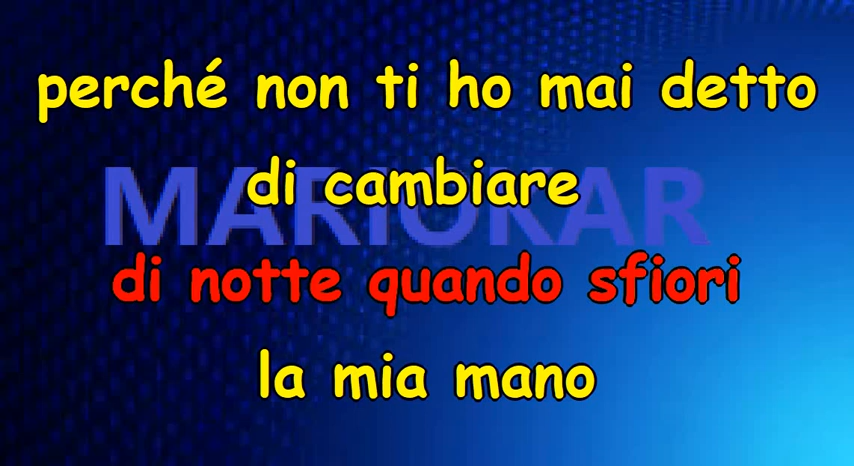 perché non ti ho mai detto
MARIOKAR
di cambiare
di notte quando sfiori
la mia mano